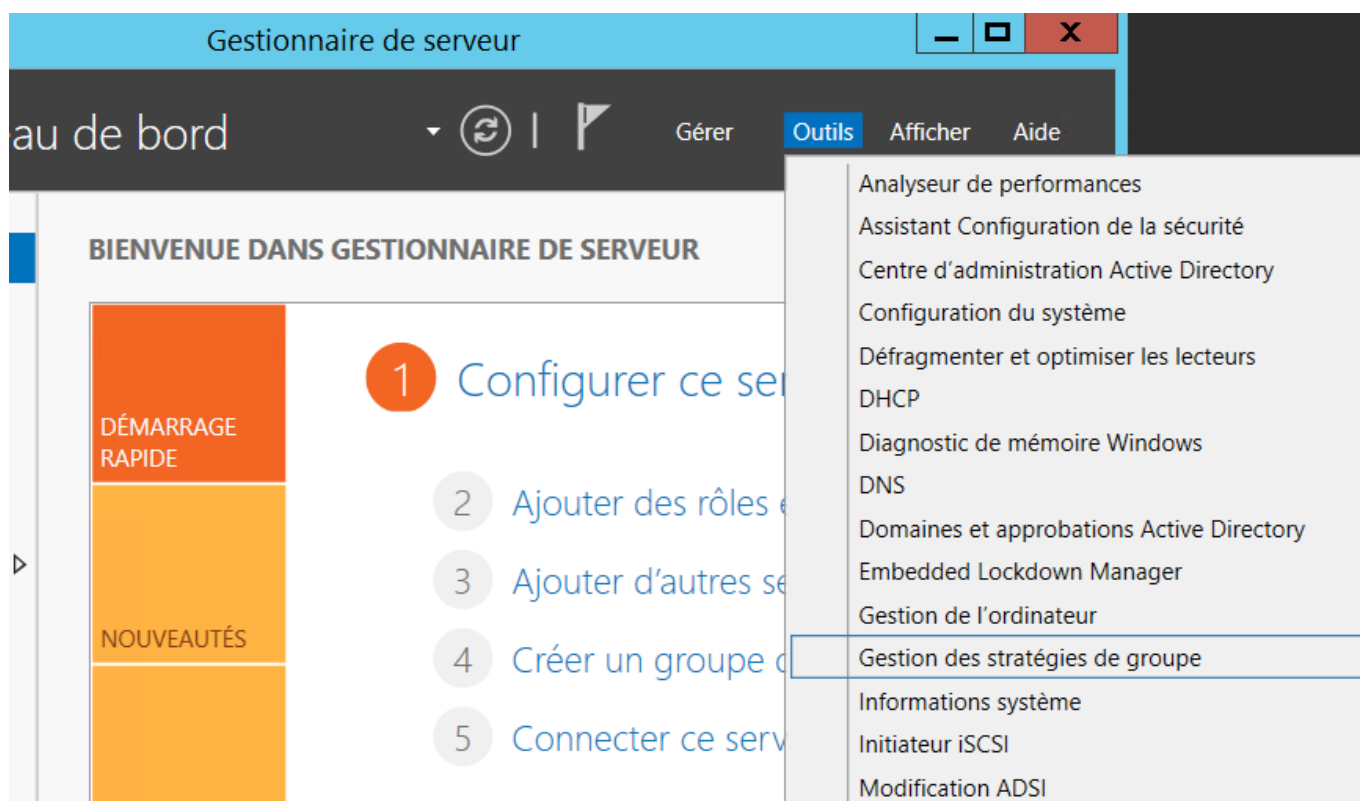 Gestionnaire de serveur
au de bord
Gérer
Outils
Afficher
Aide
BIENVENUE DANS GESTIONNAIRE DE SERVEUR
DÉMARRAGE
RAPIDE
NOUVEAUTÉS
1 Configurer ce ser
2 Ajouter des rôles e
3 Ajouter d'autres se
4 Créer un groupe d
5 Connecter ce serv
Analyseur de performances
Assistant Configuration de la sécurité
Centre d'administration Active Directory
Configuration du système
Défragmenter et optimiser les lecteurs
DHCP
Diagnostic de mémoire Windows
DNS
Domaines et approbations Active Directory
Embedded Lockdown Manager
Gestion de l'ordinateur
Gestion des stratégies de groupe
Informations système
Initiateur iSCSI
Modification ADSI